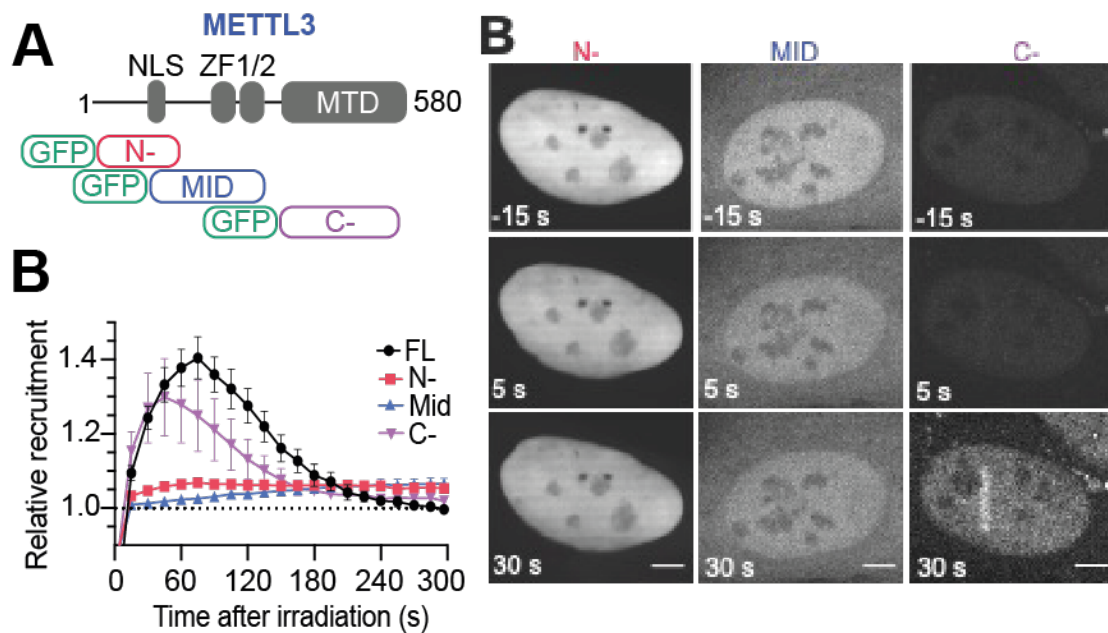 A
METTL3
NLS ZF1/2
1 MTD 580
GFP N-
GFP MID
GFP C-
B
Relative recruitment
1.4
1.2
1.0
FL
N-
Mid
C-
0 60 120 180 240 300
Time after irradiation (s)
B
N- MID C-
-15 s -15 s -15 s
5 s 5 s 5 s
30 s 30 s 30 s